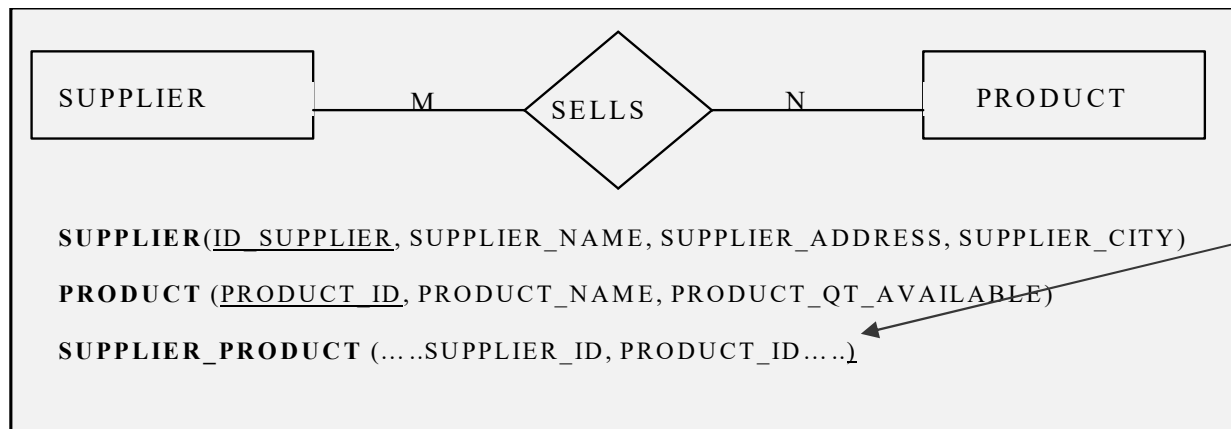 SUPPLIER M SELLS N PRODUCT
SUPPLIER(ID_SUPPLIER, SUPPLIER_NAME, SUPPLIER_ADDRESS, SUPPLIER_CITY)
PRODUCT (PRODUCT_ID, PRODUCT_NAME, PRODUCT_QT_AVAILABLE)
SUPPLIER_PRODUCT (.....SUPPLIER_ID, PRODUCT_ID.....)